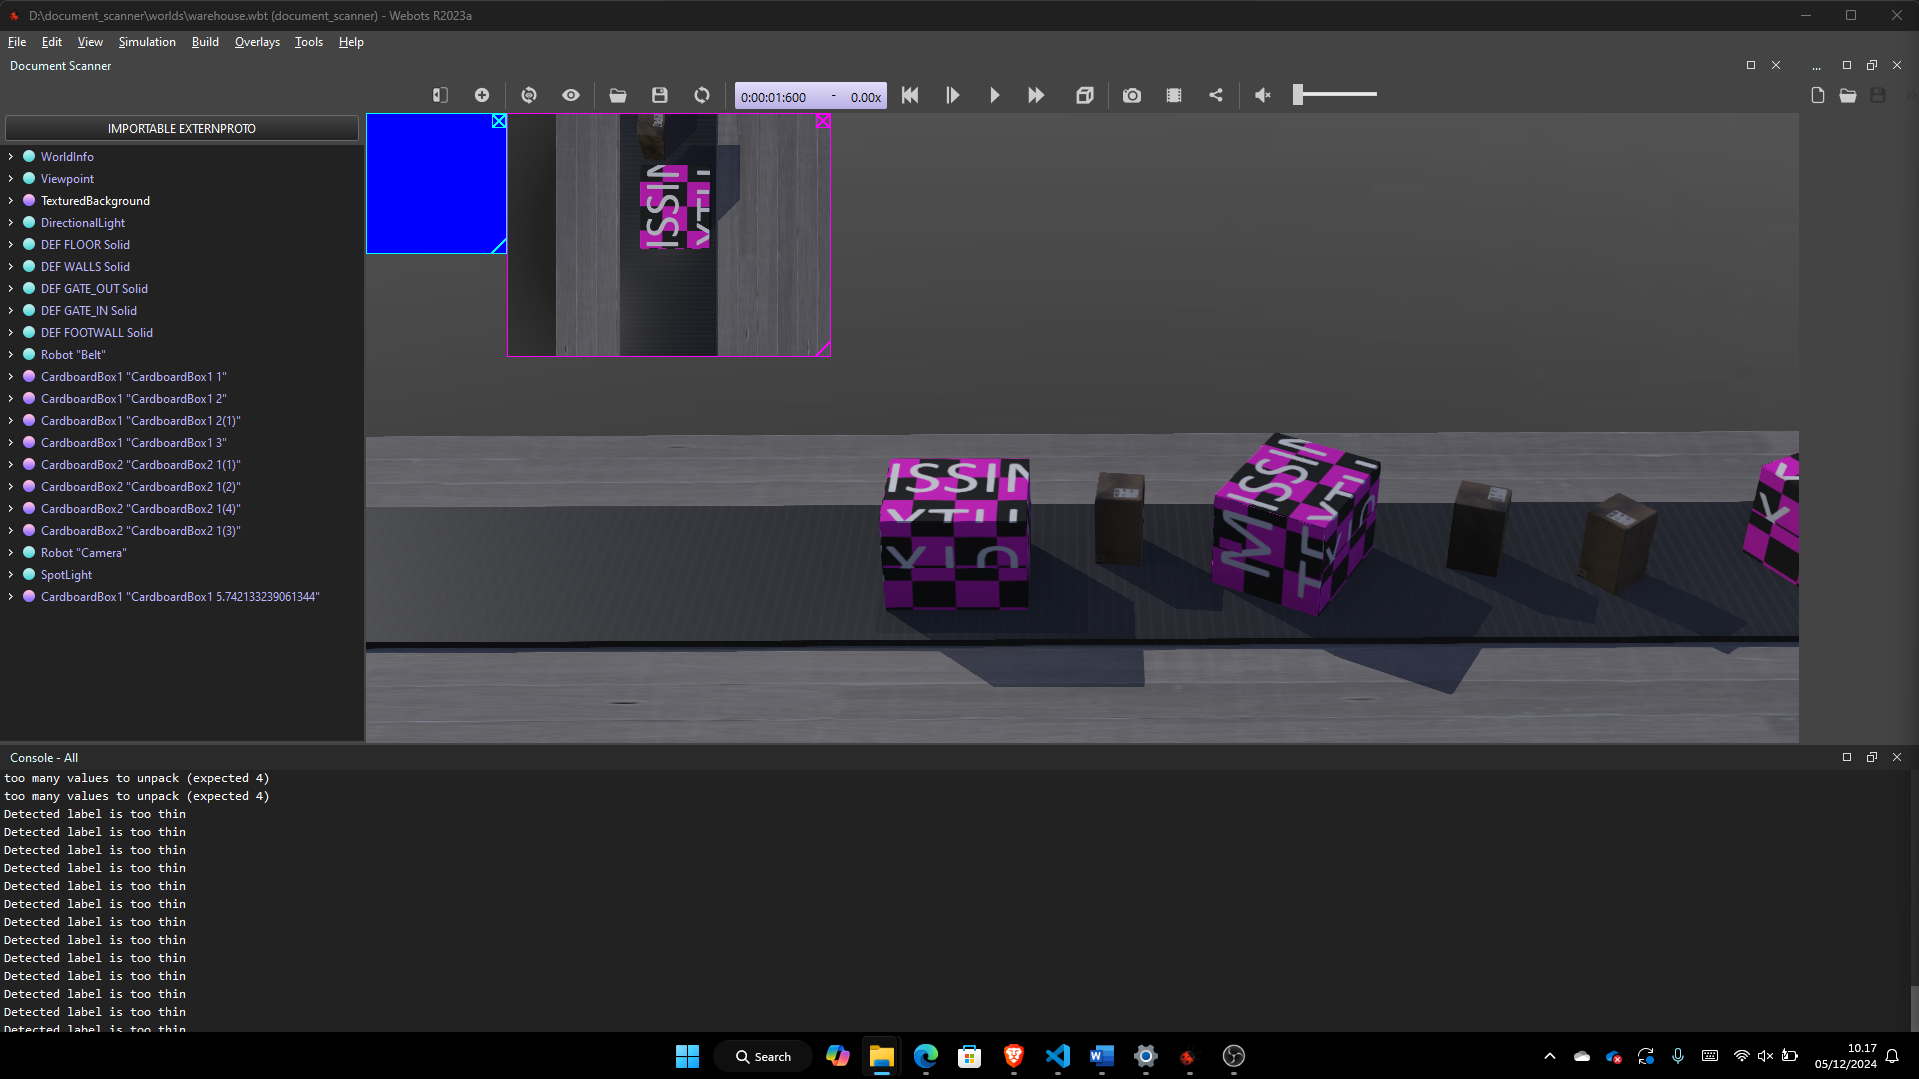 D:\document_scanner\worlds\warehouse.wbt (document_scanner) - Webots R2023a
File Edit View Simulation Build Overlays Tools Help
Document Scanner
...
0:00:01:600 - 0.00x
IMPORTABLE EXTERNPROTO
WorldInfo
Viewpoint
TexturedBackground
DirectionalLight
DEF FLOOR Solid
DEF WALLS Solid
DEF GATE_OUT Solid
DEF GATE_IN Solid
DEF FOOTWALL Solid
Robot "Belt"
CardboardBox1 "CardboardBox1 1"
CardboardBox1 "CardboardBox1 2"
CardboardBox1 "CardboardBox1 2(1)"
CardboardBox1 "CardboardBox1 3"
CardboardBox2 "CardboardBox2 1(1)"
CardboardBox2 "CardboardBox2 1(2)"
CardboardBox2 "CardboardBox2 1(4)"
CardboardBox2 "CardboardBox2 1(3)"
Robot "Camera"
SpotLight
CardboardBox1 "CardboardBox1 5.742133239061344"
ISSIN
ISSIN
MISSIN
Console - All
too many values to unpack (expected 4)
too many values to unpack (expected 4)
Detected label is too thin
Detected label is too thin
Detected label is too thin
Detected label is too thin
Detected label is too thin
Detected label is too thin
Detected label is too thin
Detected label is too thin
Detected label is too thin
Detected label is too thin
Detected label is too thin
Detected label is too thin
Detected label is too thin
Search
10.17
05/12/2024